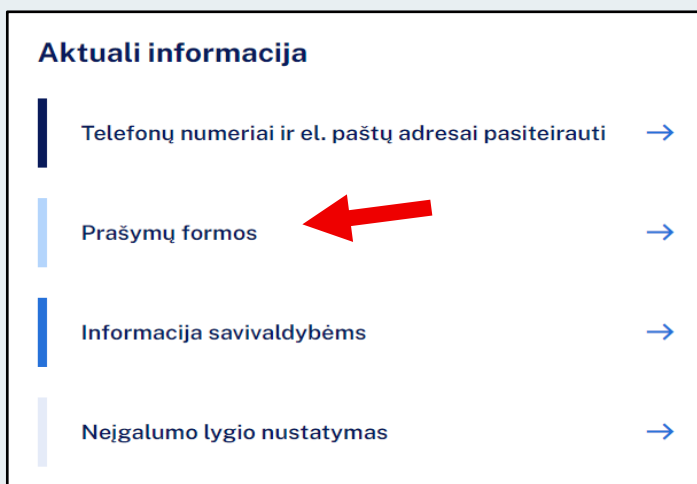 Aktuali informacija
Telefonų numeriai ir el. paštų adresai pasiteirauti
Prašymų formos
Informacija savivaldybėms
Neįgalumo lygio nustatymas